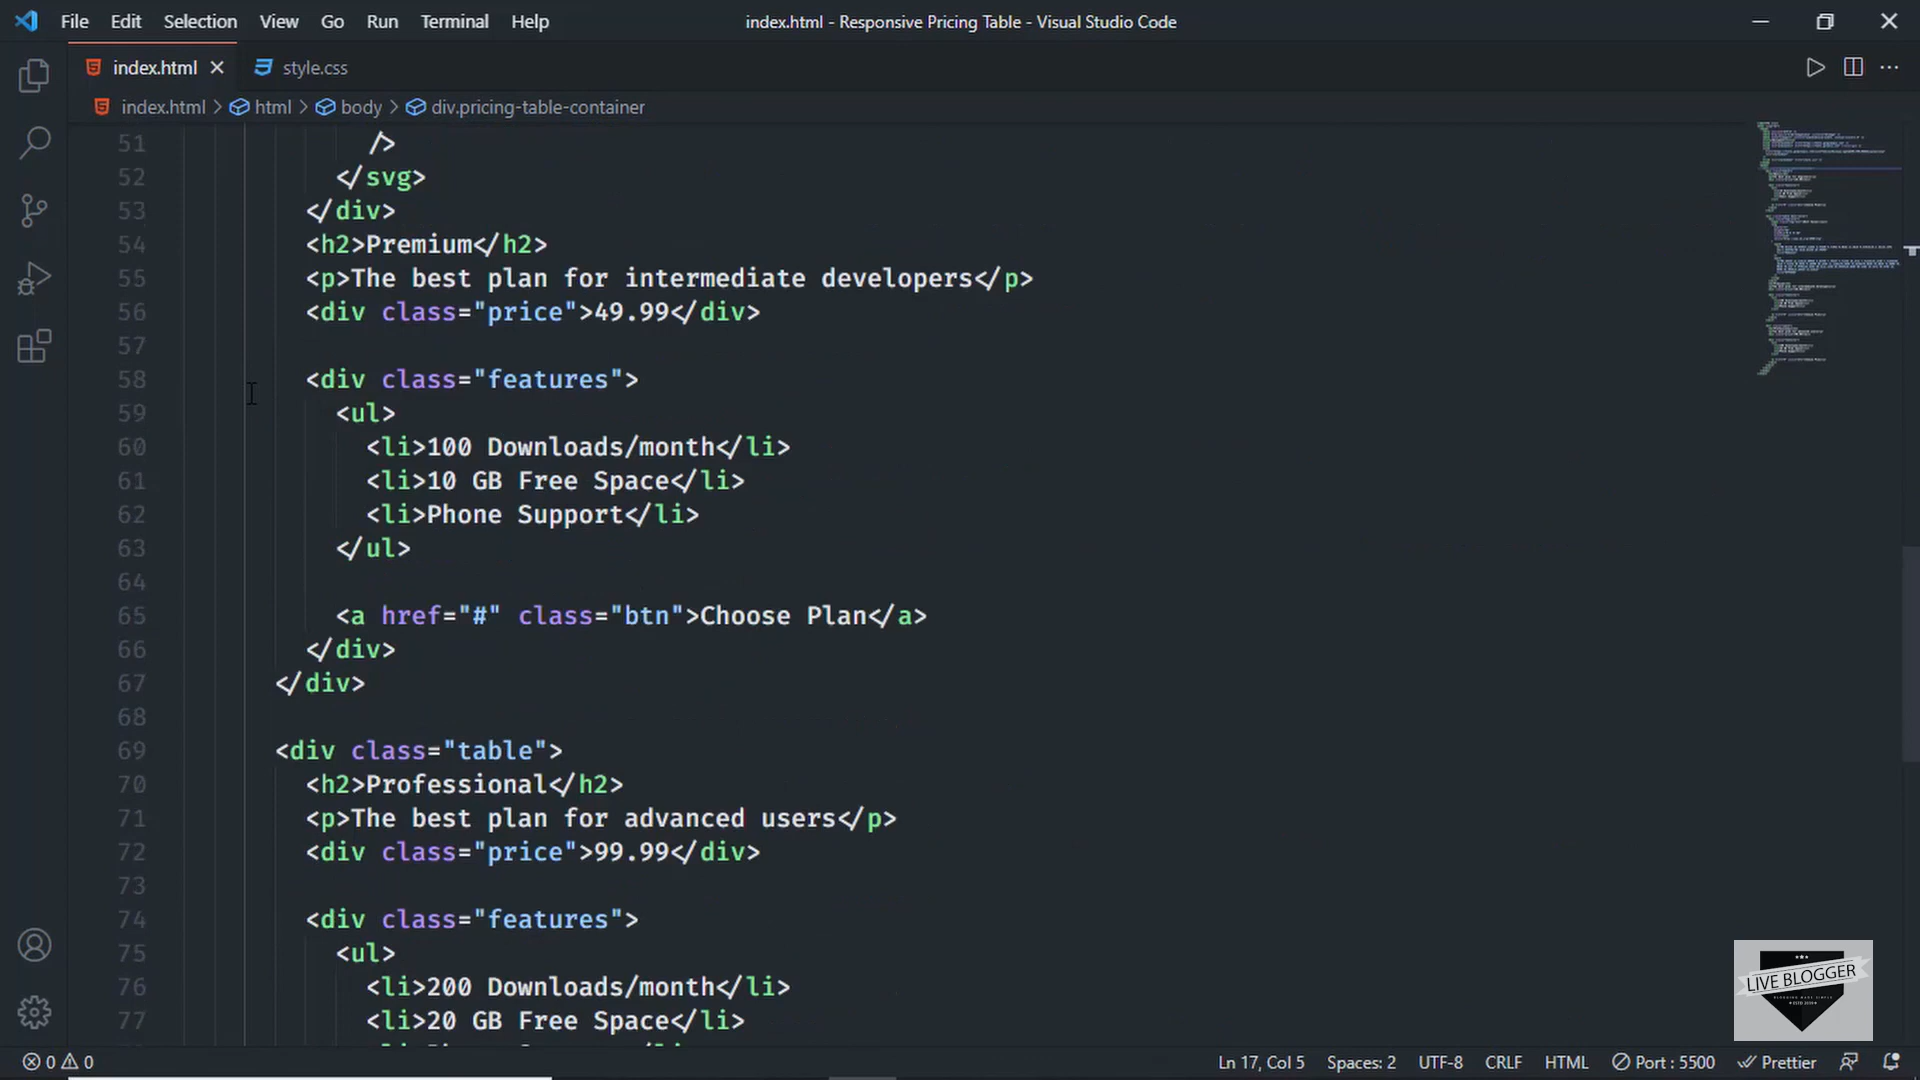 File Edit Selection View Go Run Terminal Help
index.html - Responsive Pricing Table - Visual Studio Code
index.html
style.css
index.html > html > body > div.pricing-table-container
51 />
52 </svg>
53 </div>
54 <h2>Premium</h2>
55 <p>The best plan for intermediate developers</p>
56 <div class="price">49.99</div>
57
58 <div class="features">
59 <ul>
60 <li>100 Downloads/month</li>
61 <li>10 GB Free Space</li>
62 <li>Phone Support</li>
63 </ul>
64
65 <a href="#" class="btn">Choose Plan</a>
66 </div>
67 </div>
68
69 <div class="table">
70 <h2>Professional</h2>
71 <p>The best plan for advanced users</p>
72 <div class="price">99.99</div>
73
74 <div class="features">
75 <ul>
76 <li>200 Downloads/month</li>
77 <li>20 GB Free Space</li>
LIVE BLOGGER
0 0
Ln 17, Col 5 Spaces: 2 UTF-8 CRLF HTML Port : 5500 Prettier